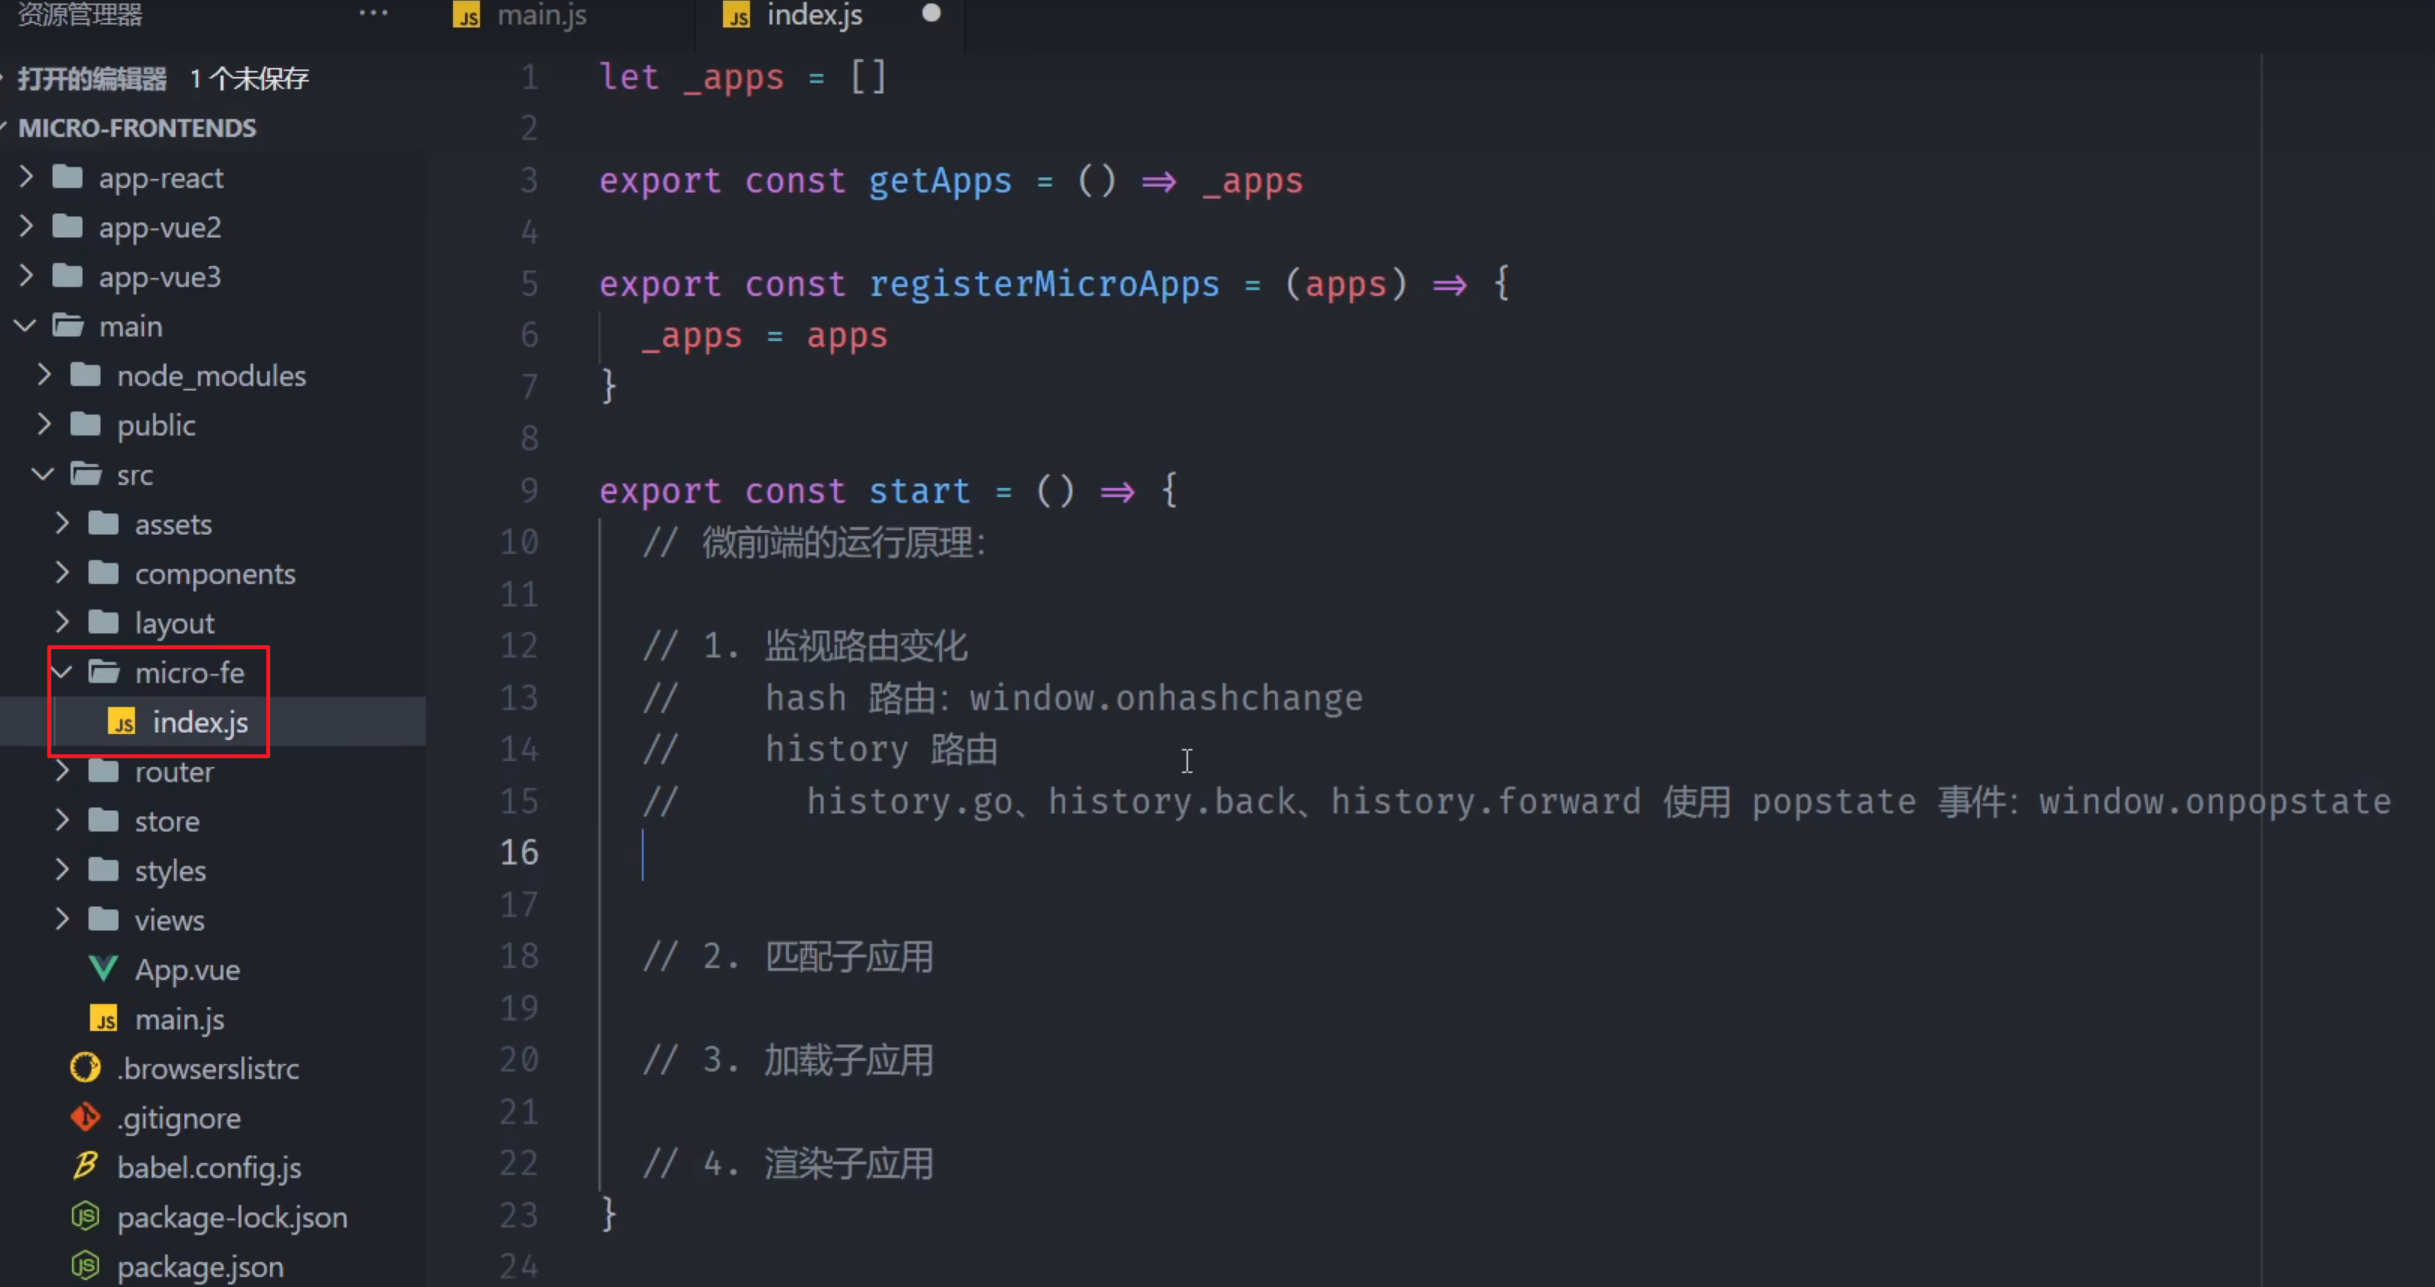 资源管理器 ···
打开的编辑器 1 个未保存
MICRO-FRONTENDS
app-react
app-vue2
app-vue3
main
node_modules
public
src
assets
components
layout
micro-fe
JS index.js
router
store
styles
views
App.vue
JS main.js
.browserslistrc
.gitignore
babel.config.js
package-lock.json
package.json
JS main.js
JS index.js ●
1 let _apps = []
2
3 export const getApps = () => _apps
4
5 export const registerMicroApps = (apps) => {
6 _apps = apps
7 }
8
9 export const start = () => {
10 // 微前端的运行原理：
11
12 // 1. 监视路由变化
13 // hash 路由：window.onhashchange
14 // history 路由
15 // history.go、history.back、history.forward 使用 popstate 事件：window.onpopstate
16
17
18 // 2. 匹配子应用
19
20 // 3. 加载子应用
21
22 // 4. 渲染子应用
23 }
24